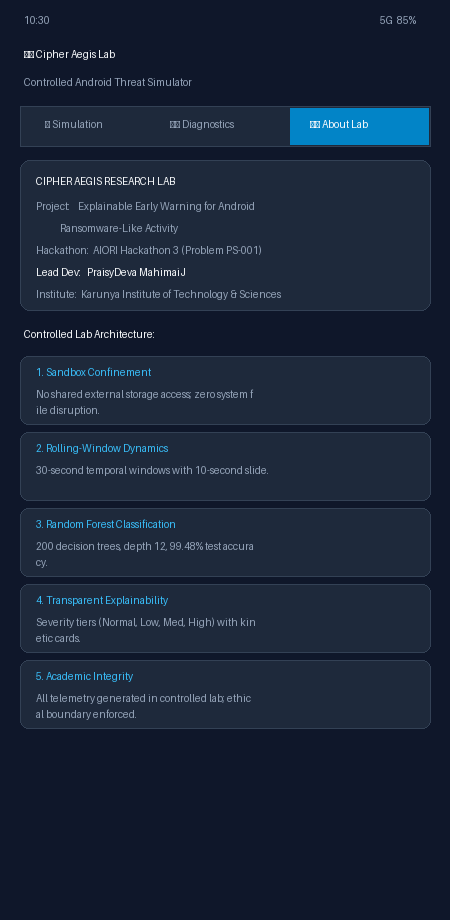 10:30 5G 85%
Cipher Aegis Lab
Controlled Android Threat Simulator
Simulation Diagnostics About Lab
CIPHER AEGIS RESEARCH LAB
Project: Explainable Early Warning for Android
Ransomware-Like Activity
Hackathon: AIORI Hackathon 3 (Problem PS-001)
Lead Dev: PraisyDeva Mahimai J
Institute: Karunya Institute of Technology & Sciences
Controlled Lab Architecture:
1. Sandbox Confinement
No shared external storage access; zero system f
ile disruption.
2. Rolling-Window Dynamics
30-second temporal windows with 10-second slide.
3. Random Forest Classification
200 decision trees, depth 12, 99.48% test accura
cy.
4. Transparent Explainability
Severity tiers (Normal, Low, Med, High) with kin
etic cards.
5. Academic Integrity
All telemetry generated in controlled lab; ethic
al boundary enforced.